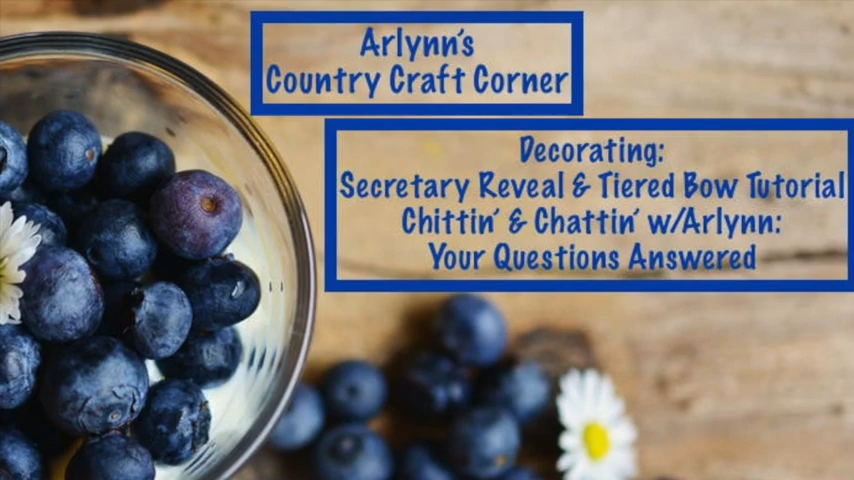 Arlynn's
Country Craft Corner
Decorating:
Secretary Reveal & Tiered Bow Tutorial
Chittin' & Chattin' w/Arlynn:
Your Questions Answered